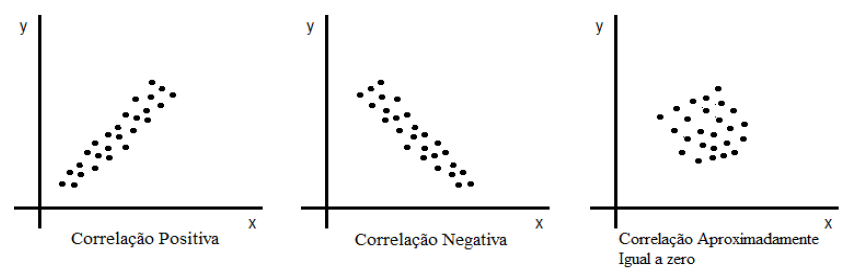 y
x
Correlação Positiva
y
x
Correlação Negativa
y
x
Correlação Aproximadamente
Igual a zero